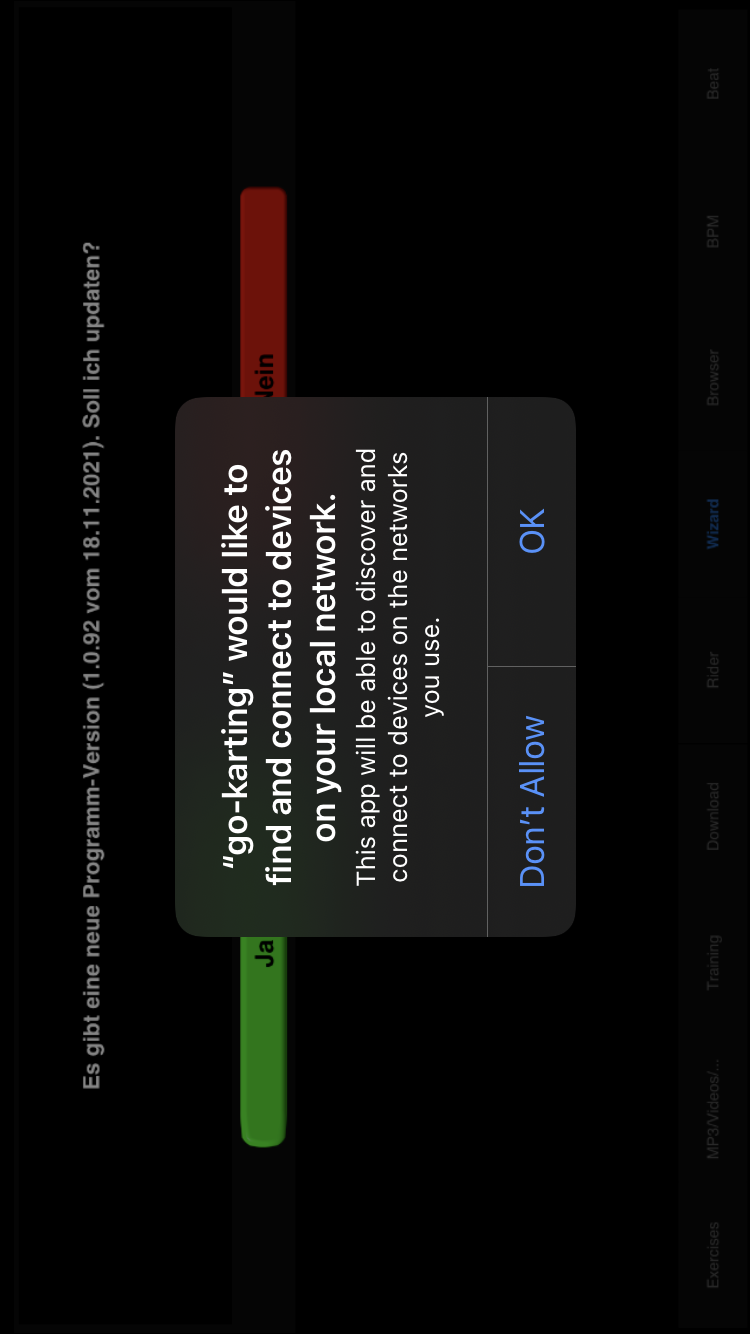 Es gibt eine neue Programm-Version (1.0.92 vom 18.11.2021). Soll ich updaten?
Ja
"go-karting" would like to
find and connect to devices
on your local network.
This app will be able to discover and
connect to devices on the networks
you use.
Don't Allow
OK
Exercises
MP3/Videos/...
Training
Download
Rider
Wizard
Browser
BPM
Beat